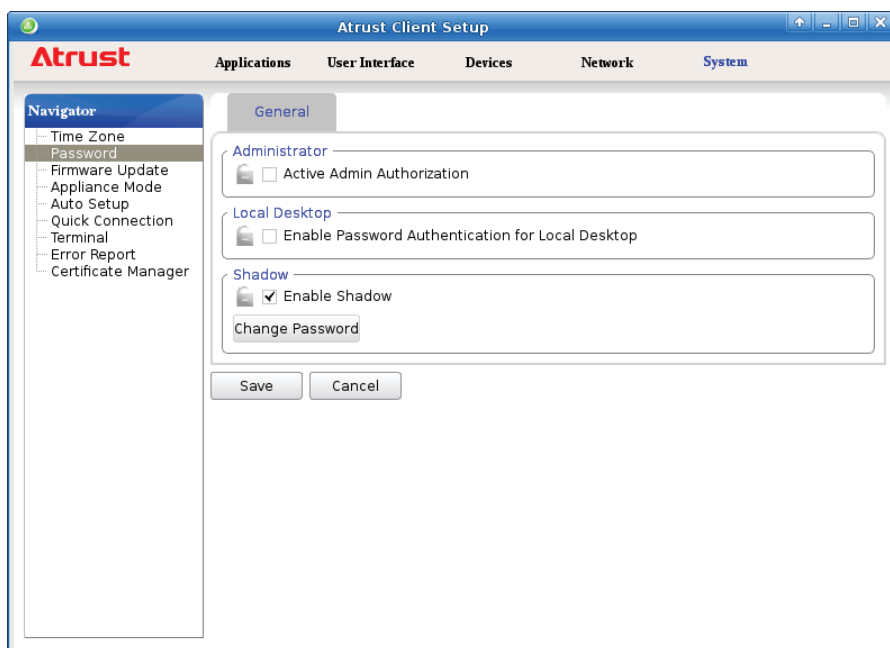 Atrust Client Setup
Atrust
Applications User Interface Devices Network System
Navigator
Time Zone
Password
Firmware Update
Appliance Mode
Auto Setup
Quick Connection
Terminal
Error Report
Certificate Manager
General
Administrator
Active Admin Authorization
Local Desktop
Enable Password Authentication for Local Desktop
Shadow
Enable Shadow
Change Password
Save Cancel